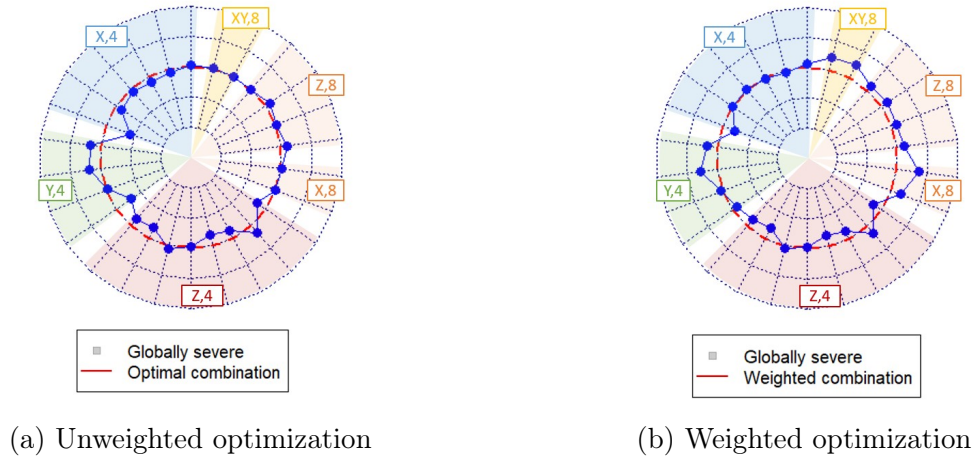 XY,8
X,4
Z,8
Y,4
X,8
Z,4
Globally severe
Optimal combination
(a) Unweighted optimization
XY,8
X,4
Z,8
Y,4
X,8
Z,4
Globally severe
Weighted combination
(b) Weighted optimization